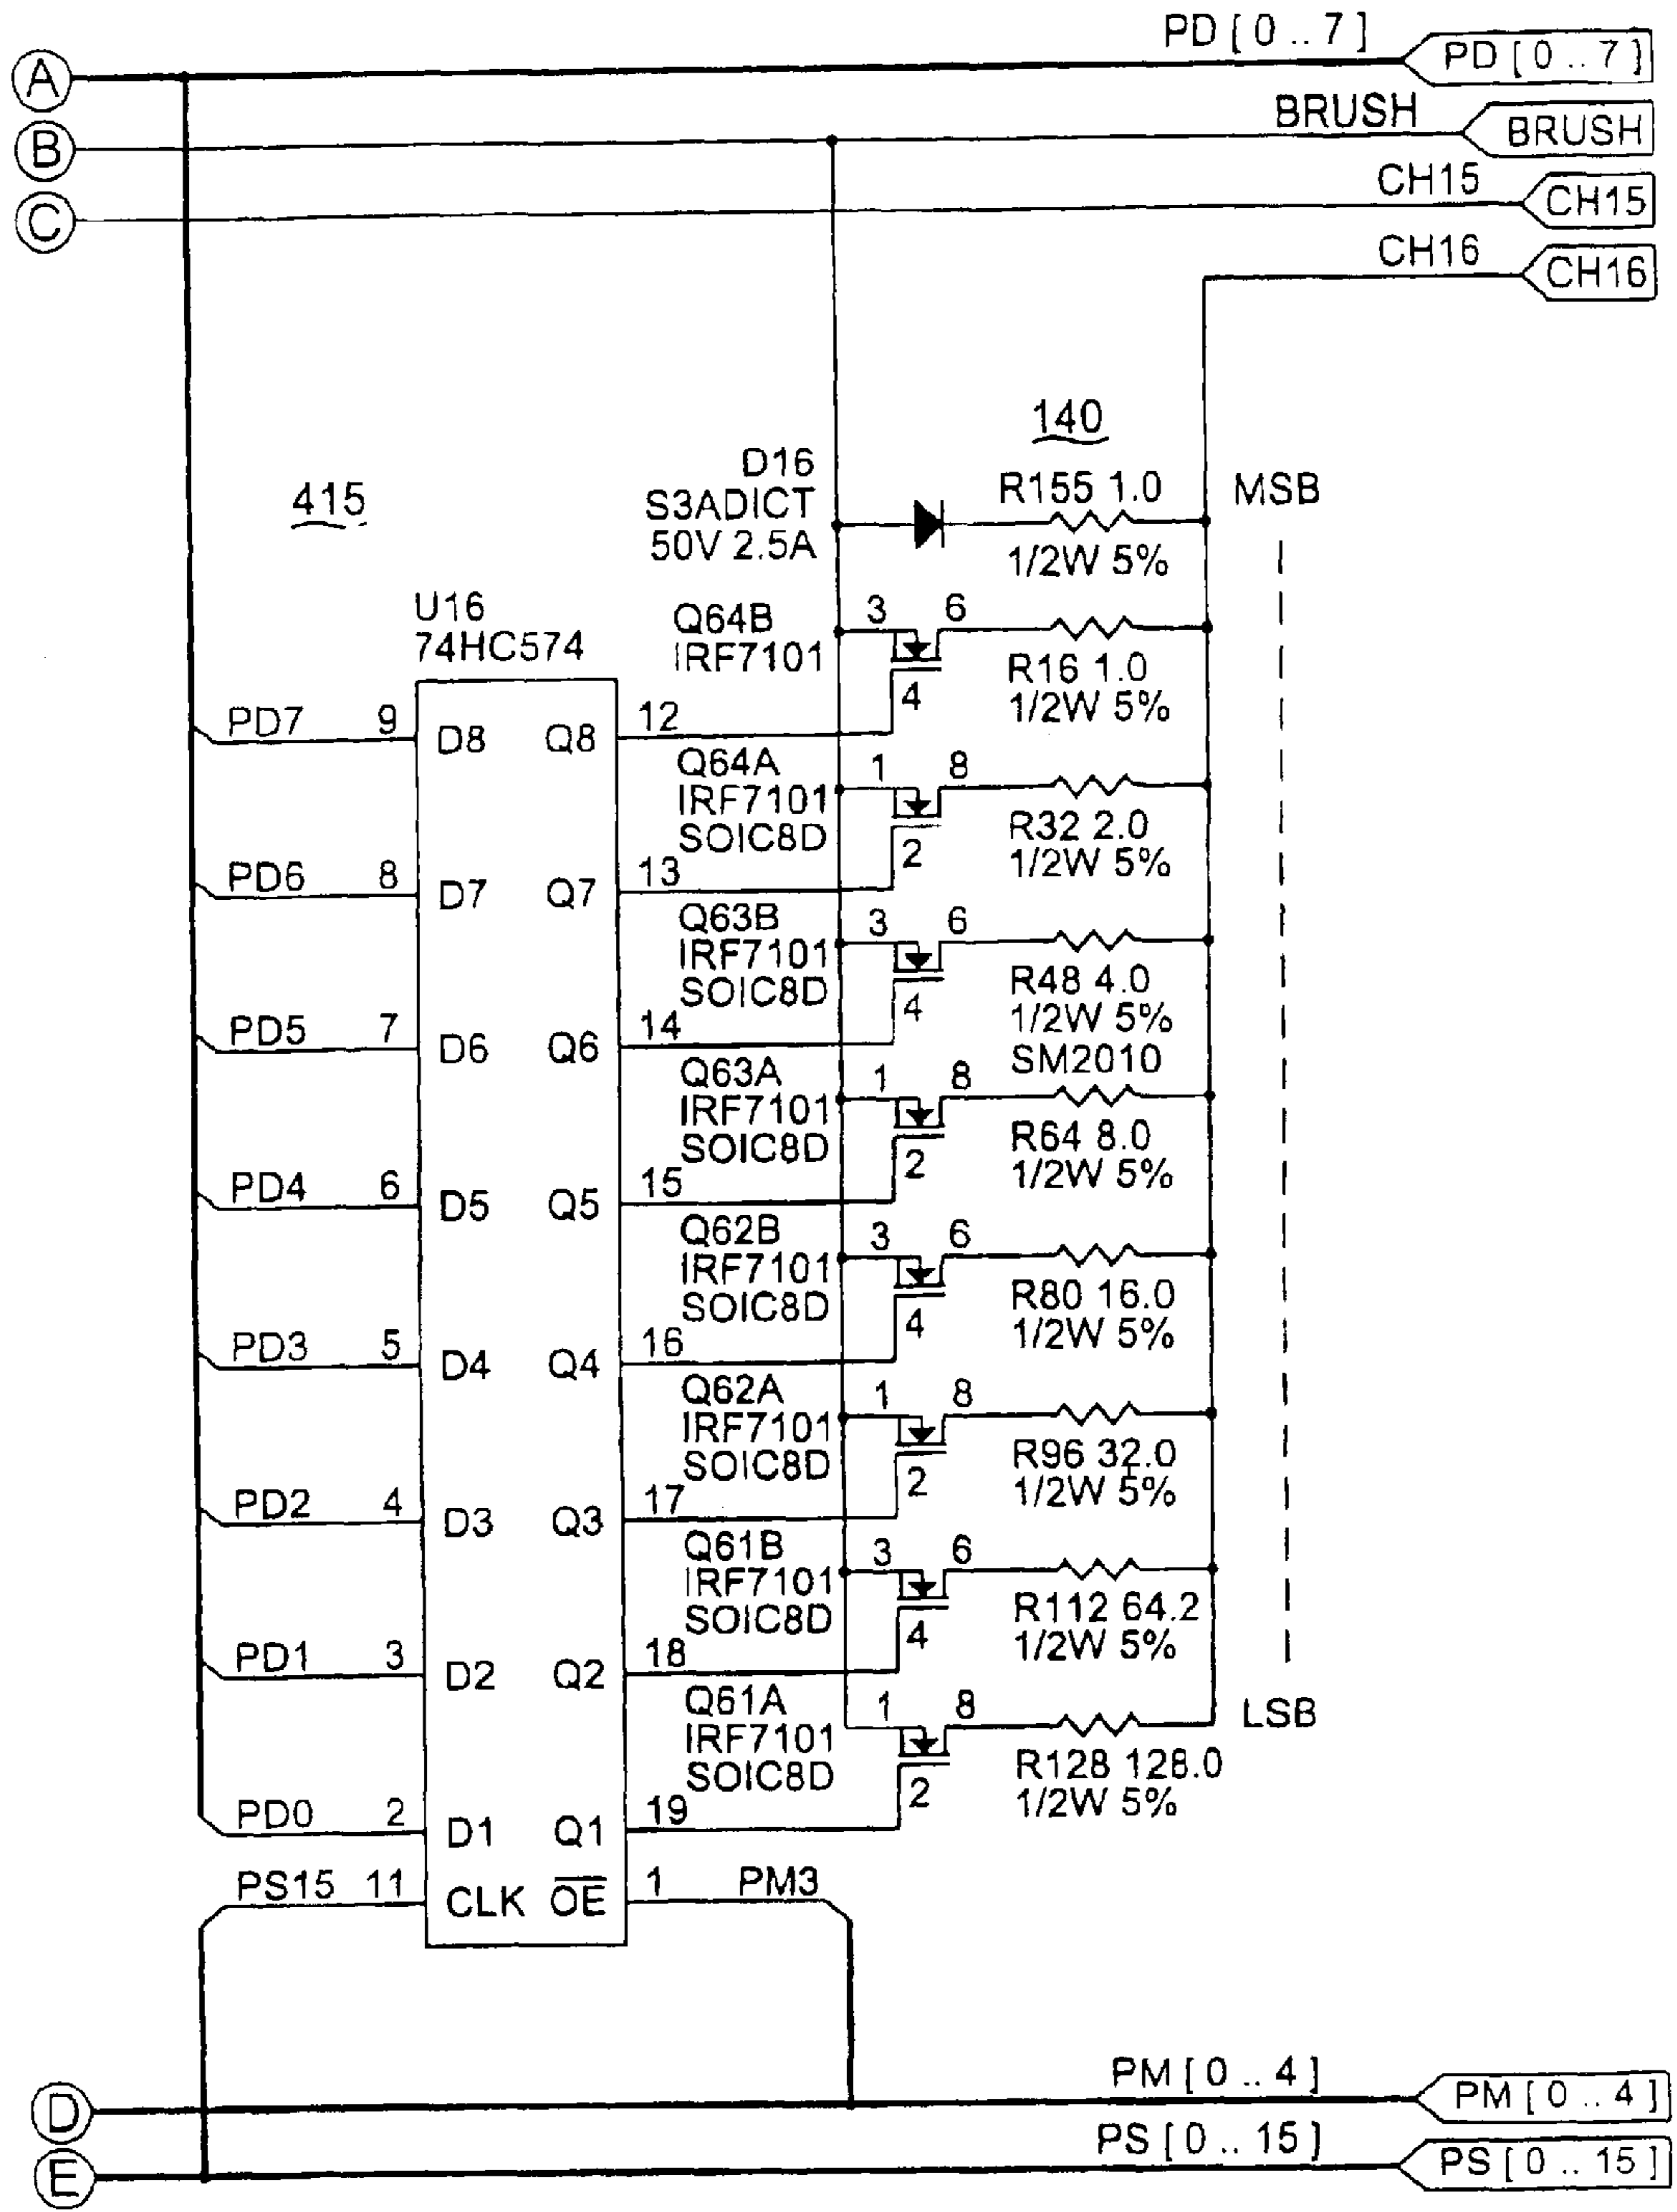 PD [ 0 .. 7 ]
A
PD [ 0 .. 7 ]
BRUSH
B
BRUSH
CH15
C
CH15
CH16
CH16
140
415
D16
S3ADICT
50V 2.5A
R155 1.0
1/2W 5%
MSB
U16
74HC574
Q64B
IRF7101
3
6
4
R16 1.0
1/2W 5%
PD7
9
D8
Q8
12
Q64A
IRF7101
SOIC8D
1
8
2
R32 2.0
1/2W 5%
PD6
8
D7
Q7
13
Q63B
IRF7101
SOIC8D
3
6
4
R48 4.0
1/2W 5%
SM2010
PD5
7
D6
Q6
14
Q63A
IRF7101
SOIC8D
1
8
2
R64 8.0
1/2W 5%
PD4
6
D5
Q5
15
Q62B
IRF7101
SOIC8D
3
6
4
R80 16.0
1/2W 5%
PD3
5
D4
Q4
16
Q62A
IRF7101
SOIC8D
1
8
2
R96 32.0
1/2W 5%
PD2
4
D3
Q3
17
Q61B
IRF7101
SOIC8D
3
6
4
R112 64.2
1/2W 5%
PD1
3
D2
Q2
18
Q61A
IRF7101
SOIC8D
1
8
2
R128 128.0
1/2W 5%
LSB
PD0
2
D1
Q1
19
PS15
11
CLK
OE
1
PM3
PM [ 0 .. 4 ]
D
PM [ 0 .. 4 ]
PS [ 0 .. 15 ]
E
PS [ 0 .. 15 ]